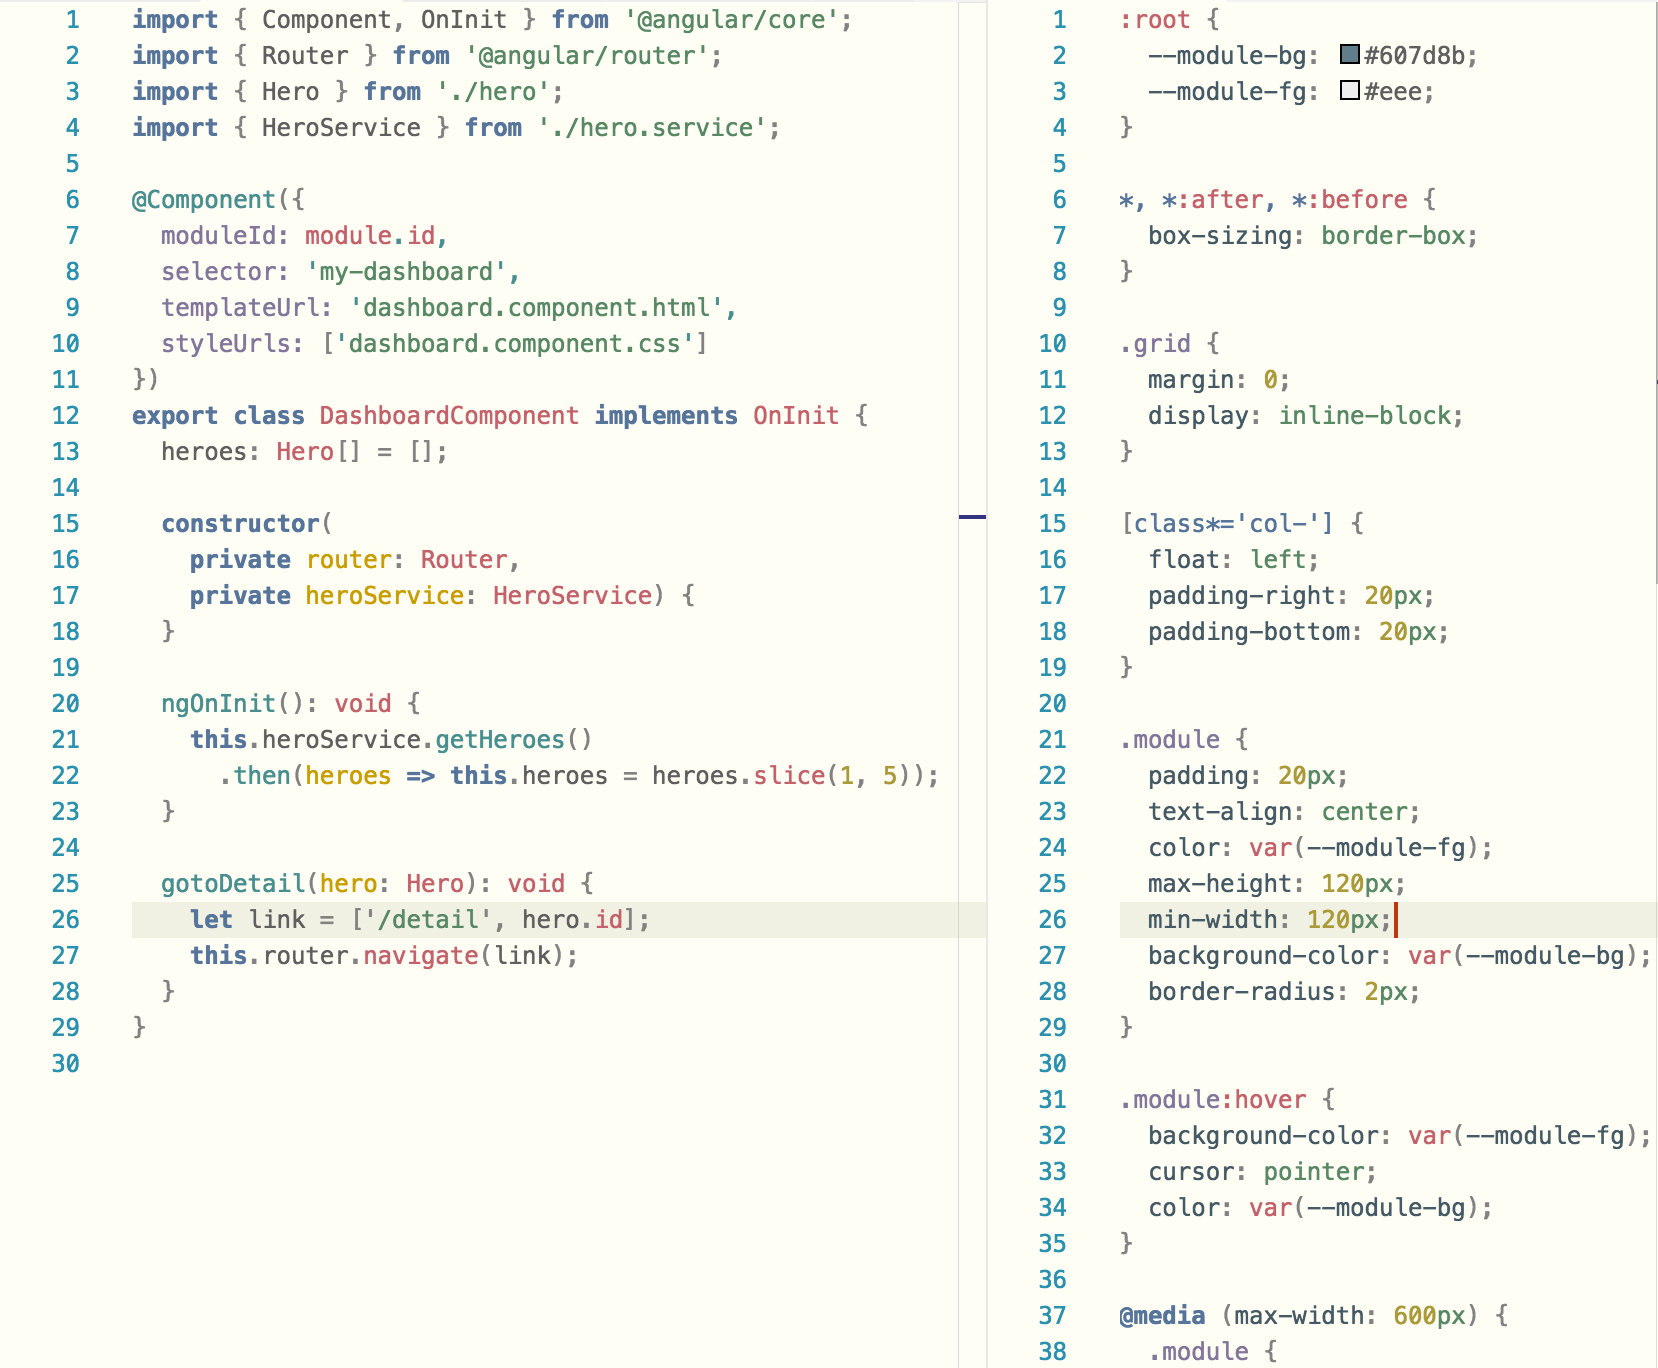 1 import { Component, OnInit } from '@angular/core';
2 import { Router } from '@angular/router';
3 import { Hero } from './hero';
4 import { HeroService } from './hero.service';
5
6 @Component({
7   moduleId: module.id,
8   selector: 'my-dashboard',
9   templateUrl: 'dashboard.component.html',
10   styleUrls: ['dashboard.component.css']
11 })
12 export class DashboardComponent implements OnInit {
13   heroes: Hero[] = [];
14
15   constructor(
16     private router: Router,
17     private heroService: HeroService) {
18   }
19
20   ngOnInit(): void {
21     this.heroService.getHeroes()
22       .then(heroes => this.heroes = heroes.slice(1, 5));
23   }
24
25   gotoDetail(hero: Hero): void {
26     let link = ['/detail', hero.id];
27     this.router.navigate(link);
28   }
29 }
30
1 :root {
2   --module-bg: #607d8b;
3   --module-fg: #eee;
4 }
5
6 *, *:after, *:before {
7   box-sizing: border-box;
8 }
9
10 .grid {
11   margin: 0;
12   display: inline-block;
13 }
14
15 [class*='col-'] {
16   float: left;
17   padding-right: 20px;
18   padding-bottom: 20px;
19 }
20
21 .module {
22   padding: 20px;
23   text-align: center;
24   color: var(--module-fg);
25   max-height: 120px;
26   min-width: 120px;
27   background-color: var(--module-bg);
28   border-radius: 2px;
29 }
30
31 .module:hover {
32   background-color: var(--module-fg);
33   cursor: pointer;
34   color: var(--module-bg);
35 }
36
37 @media (max-width: 600px) {
38   .module {